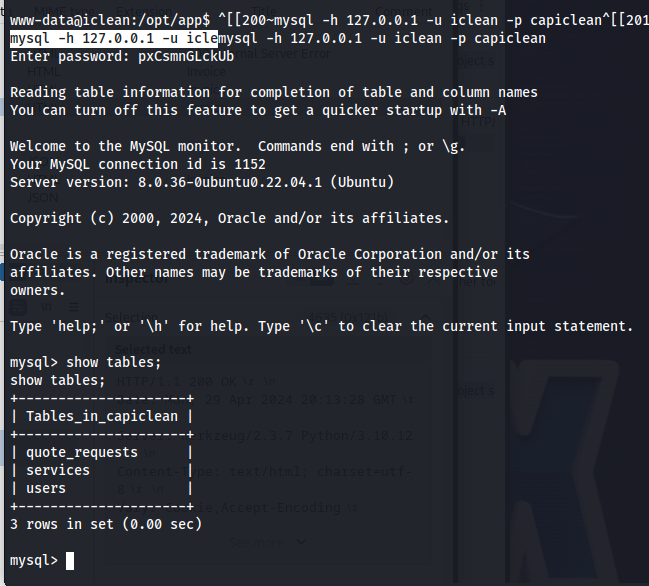 www-data@iclean:/opt/app$ ^[[200~mysql -h 127.0.0.1 -u iclean -p capiclean^[[201
mysql -h 127.0.0.1 -u iclemysql -h 127.0.0.1 -u iclean -p capiclean
Enter password: pxCsmnGLckUb
Reading table information for completion of table and column names
You can turn off this feature to get a quicker startup with -A
Welcome to the MySQL monitor.  Commands end with ; or \g.
Your MySQL connection id is 1152
Server version: 8.0.36-0ubuntu0.22.04.1 (Ubuntu)
Copyright (c) 2000, 2024, Oracle and/or its affiliates.
Oracle is a registered trademark of Oracle Corporation and/or its
affiliates. Other names may be trademarks of their respective
owners.
Type 'help;' or '\h' for help. Type '\c' to clear the current input statement.
mysql> show tables;
show tables;
+---------------------+
| Tables_in_capiclean |
+---------------------+
| quote_requests      |
| services            |
| users               |
+---------------------+
3 rows in set (0.00 sec)
mysql>